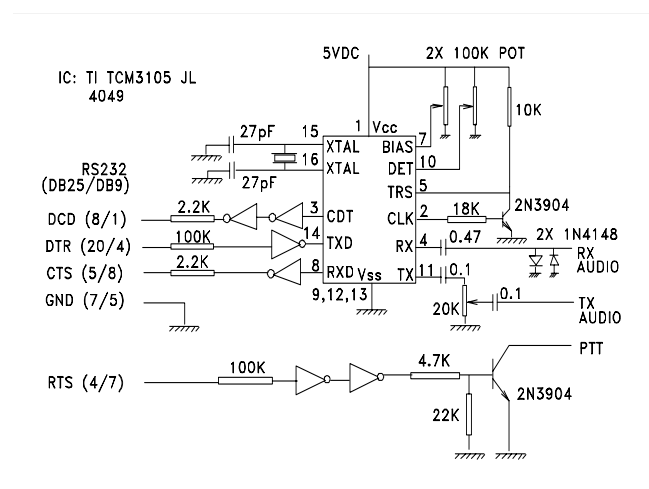 5VDC
2X 100K POT
IC: TI TCM3105 JL
4049
10K
27pF
15
1
Vcc
7
XTAL
BIAS
16
10
XTAL
DET
RS232
(DB25/DB9)
27pF
5
TRS
2N3904
2.2K
3
2
18K
DCD (8/1)
CDT
CLK
100K
14
4
0.47
2X 1N4148
DTR (20/4)
TXD
RX
RX
AUDIO
2.2K
8
11
0.1
CTS (5/8)
RXD
Vss
TX
9,12,13
0.1
GND (7/5)
20K
TX
AUDIO
PTT
4.7K
100K
RTS (4/7)
2N3904
22K